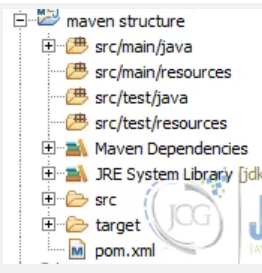 maven structure
src/main/java
src/main/resources
src/test/java
src/test/resources
Maven Dependencies
JRE System Library [jdk
src
target
pom.xml
JCG